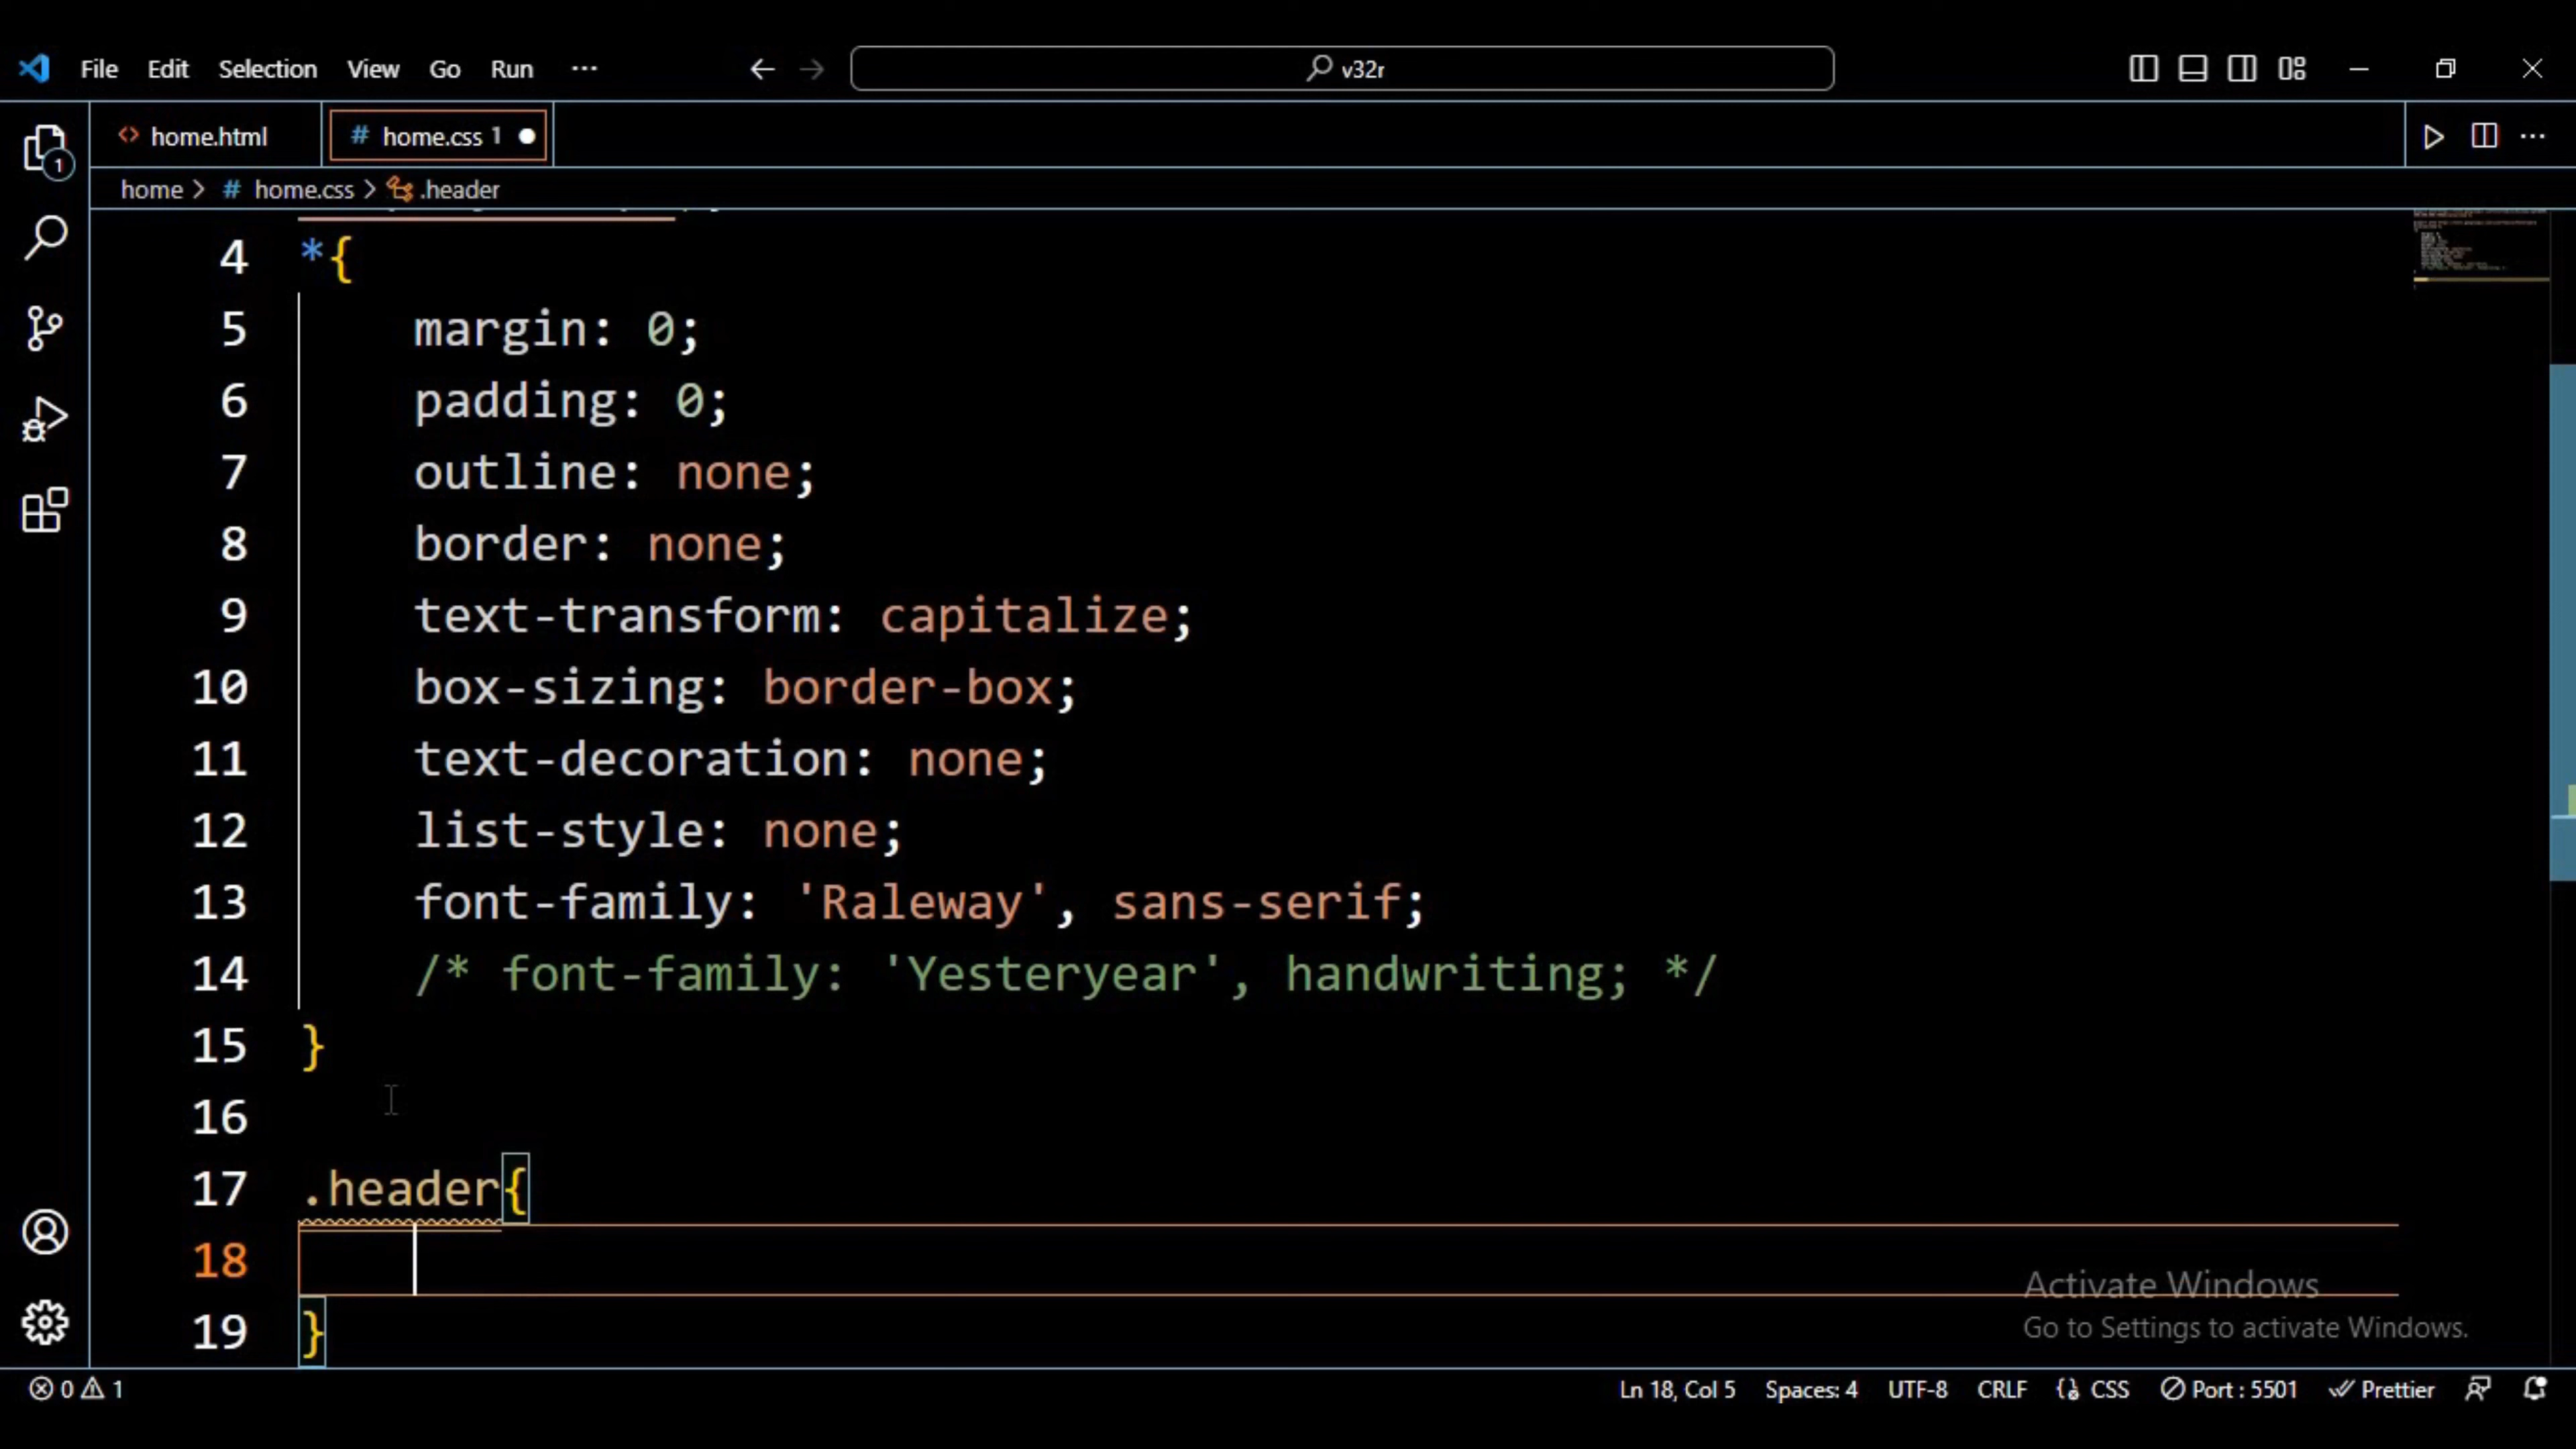 File Edit Selection View Go Run ···
v32r
1
<> home.html
# home.css 1
home > # home.css > .header
4 *{
5 margin: 0;
6 padding: 0;
7 outline: none;
8 border: none;
9 text-transform: capitalize;
10 box-sizing: border-box;
11 text-decoration: none;
12 list-style: none;
13 font-family: 'Raleway', sans-serif;
14 /* font-family: 'Yesteryear', handwriting; */
15 }
16
17 .header{
18
19 }
Activate Windows
Go to Settings to activate Windows.
0 1
Ln 18, Col 5 Spaces: 4 UTF-8 CRLF CSS Port : 5501 Prettier